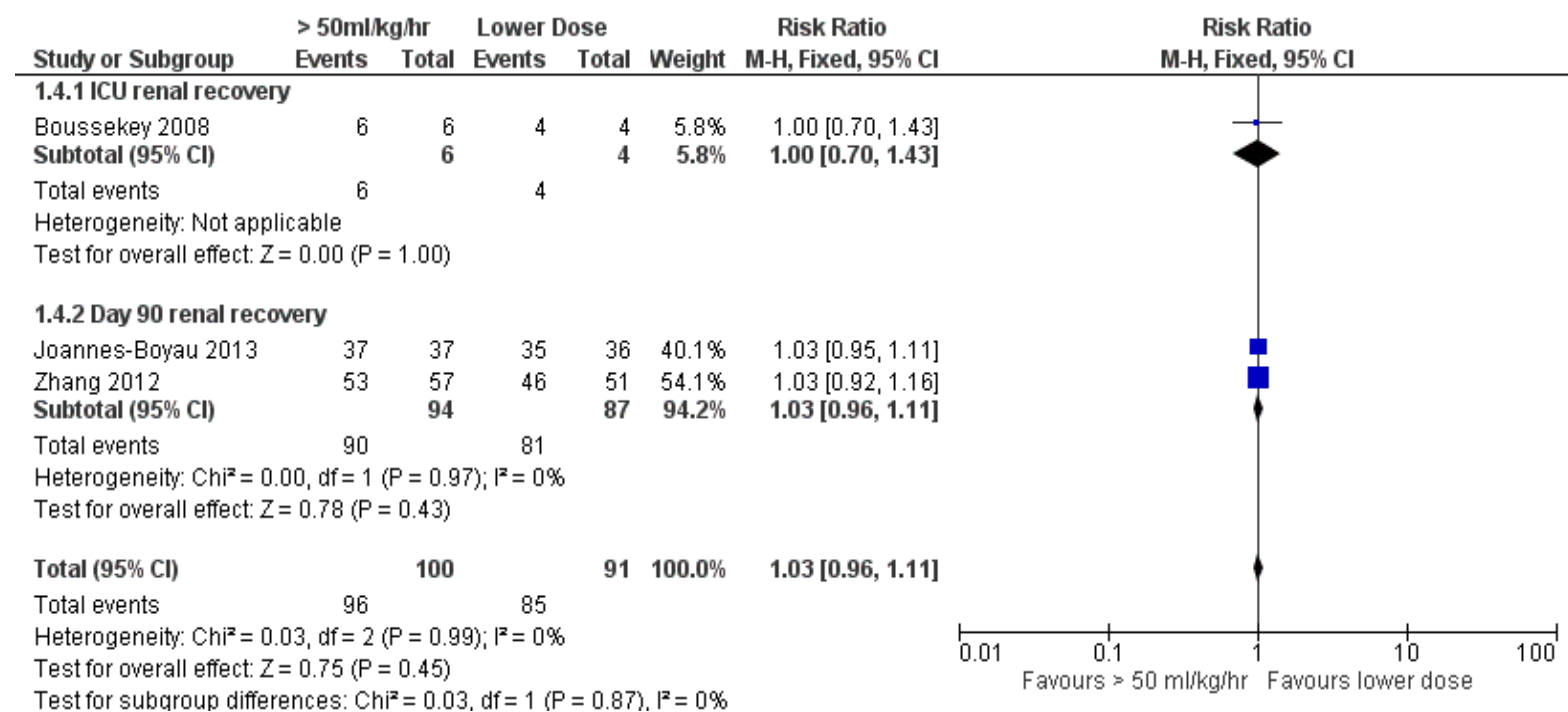 > 50ml/kg/hr Lower Dose Risk Ratio Risk Ratio
Study or Subgroup Events Total Events Total Weight M-H, Fixed, 95% CI M-H, Fixed, 95% CI
1.4.1 ICU renal recovery
Boussekey 2008 6 6 4 4 5.8% 1.00 [0.70, 1.43]
Subtotal (95% CI) 6 4 5.8% 1.00 [0.70, 1.43]
Total events 6 4
Heterogeneity: Not applicable
Test for overall effect: Z = 0.00 (P = 1.00)
1.4.2 Day 90 renal recovery
Joannes-Boyau 2013 37 37 35 36 40.1% 1.03 [0.95, 1.11]
Zhang 2012 53 57 46 51 54.1% 1.03 [0.92, 1.16]
Subtotal (95% CI) 94 87 94.2% 1.03 [0.96, 1.11]
Total events 90 81
Heterogeneity: Chi² = 0.00, df = 1 (P = 0.97); I² = 0%
Test for overall effect: Z = 0.78 (P = 0.43)
Total (95% CI) 100 91 100.0% 1.03 [0.96, 1.11]
Total events 96 85
Heterogeneity: Chi² = 0.03, df = 2 (P = 0.99); I² = 0%
Test for overall effect: Z = 0.75 (P = 0.45)
Test for subgroup differences: Chi² = 0.03, df = 1 (P = 0.87), I² = 0%
0.01 0.1 1 10 100
Favours > 50 ml/kg/hr Favours lower dose